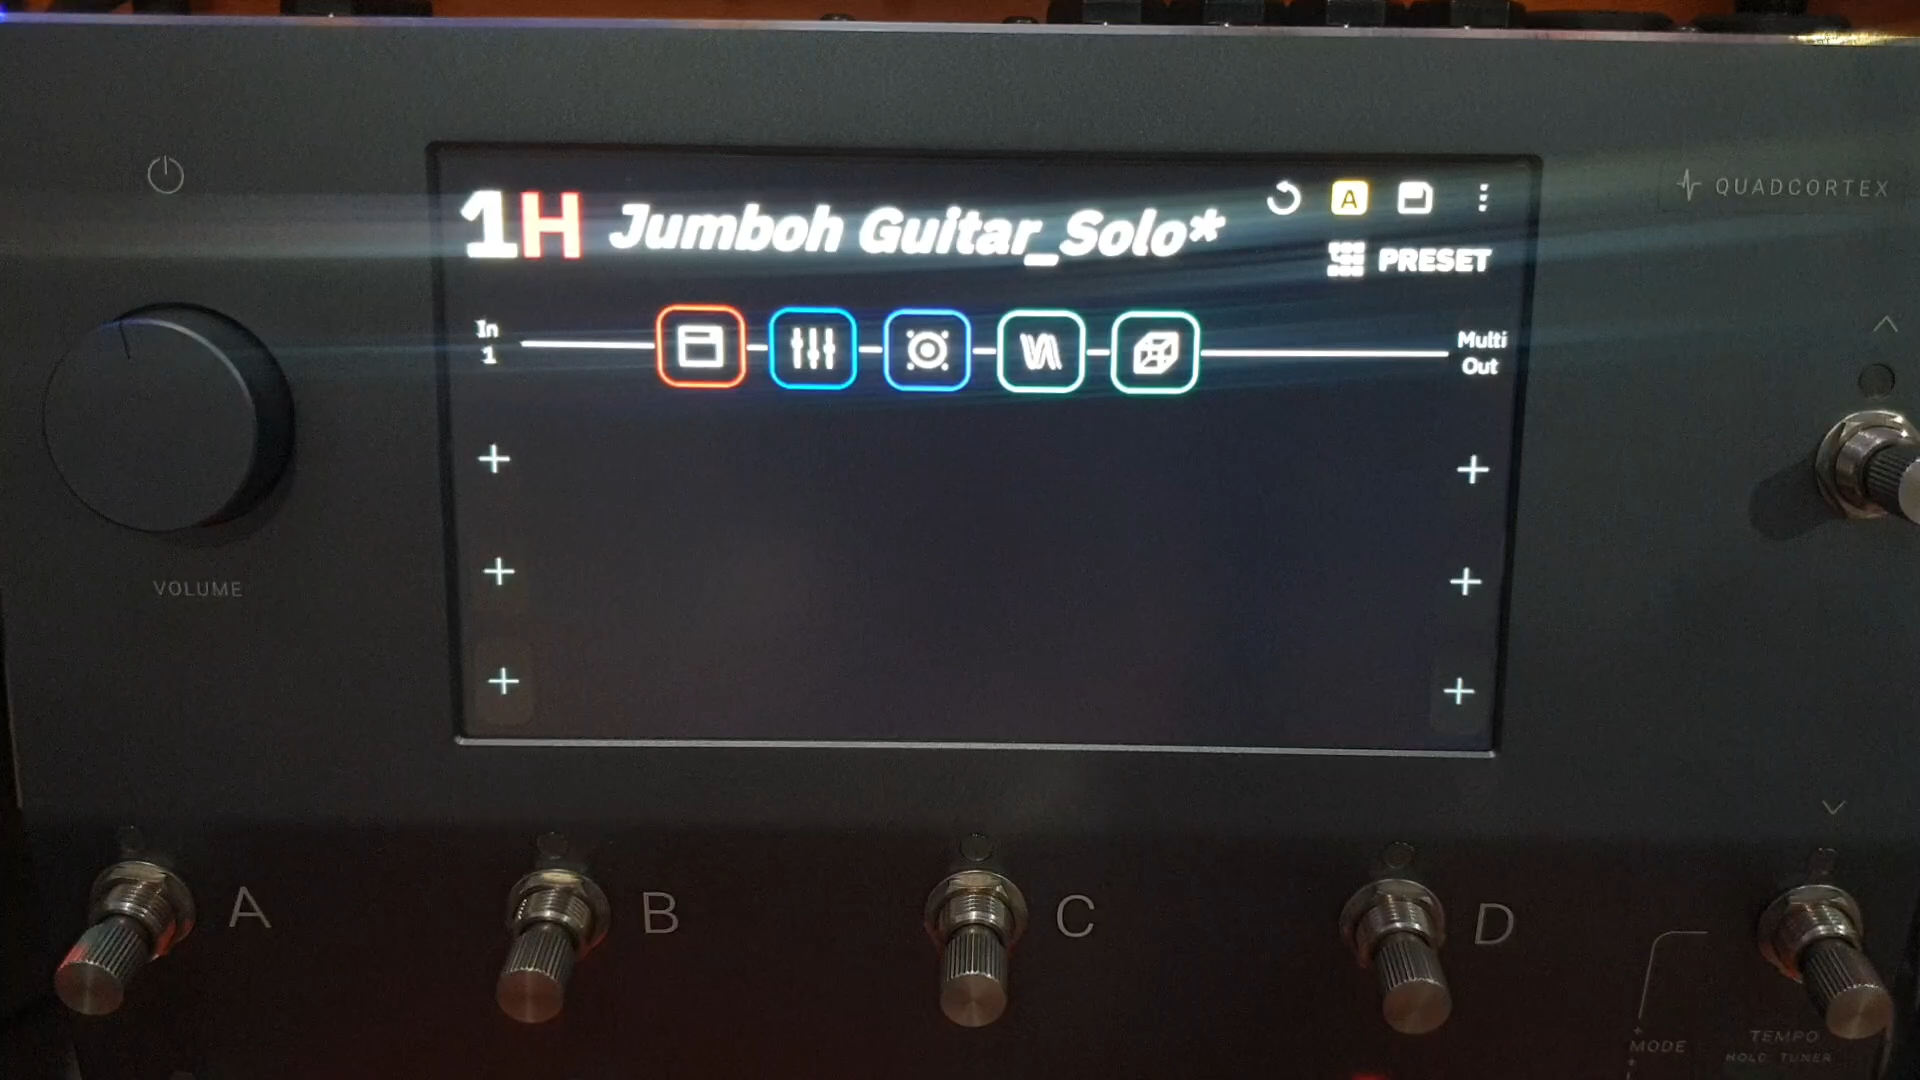 QUADCORTEX
1H Jumboh Guitar_Solo*
A
PRESET
In
1
Multi
Out
VOLUME
A
B
C
D
MODE
TEMPO
HOLD TUNER